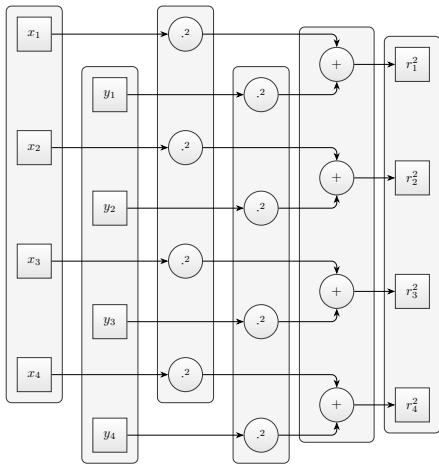 x₁ .²
+ r₁²
y₁ .²
x₂ .²
+ r₂²
y₂ .²
x₃ .²
+ r₃²
y₃ .²
x₄ .²
+ r₄²
y₄ .²